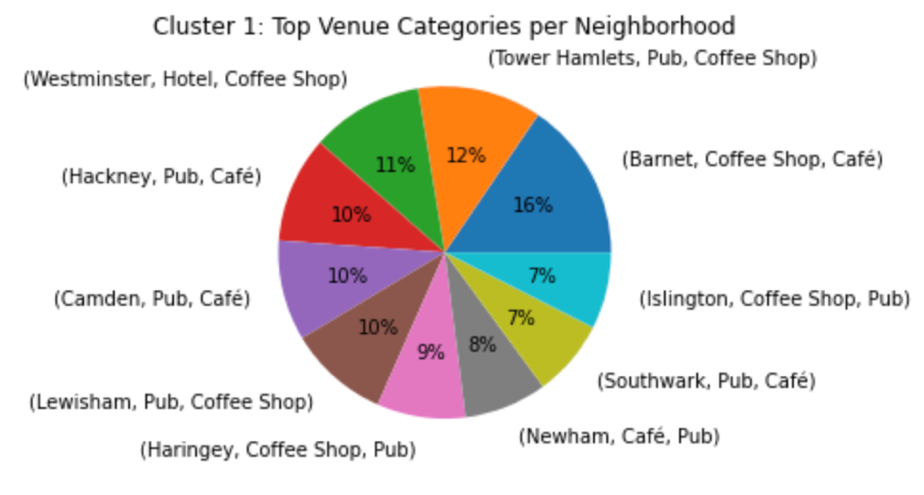 Cluster 1: Top Venue Categories per Neighborhood
(Tower Hamlets, Pub, Coffee Shop)
(Westminster, Hotel, Coffee Shop)
(Barnet, Coffee Shop, Café)
(Hackney, Pub, Café)
12%
11%
16%
10%
10%
7%
(Camden, Pub, Café)
(Islington, Coffee Shop, Pub)
10%
7%
9%
8%
(Southwark, Pub, Café)
(Lewisham, Pub, Coffee Shop)
(Newham, Café, Pub)
(Haringey, Coffee Shop, Pub)